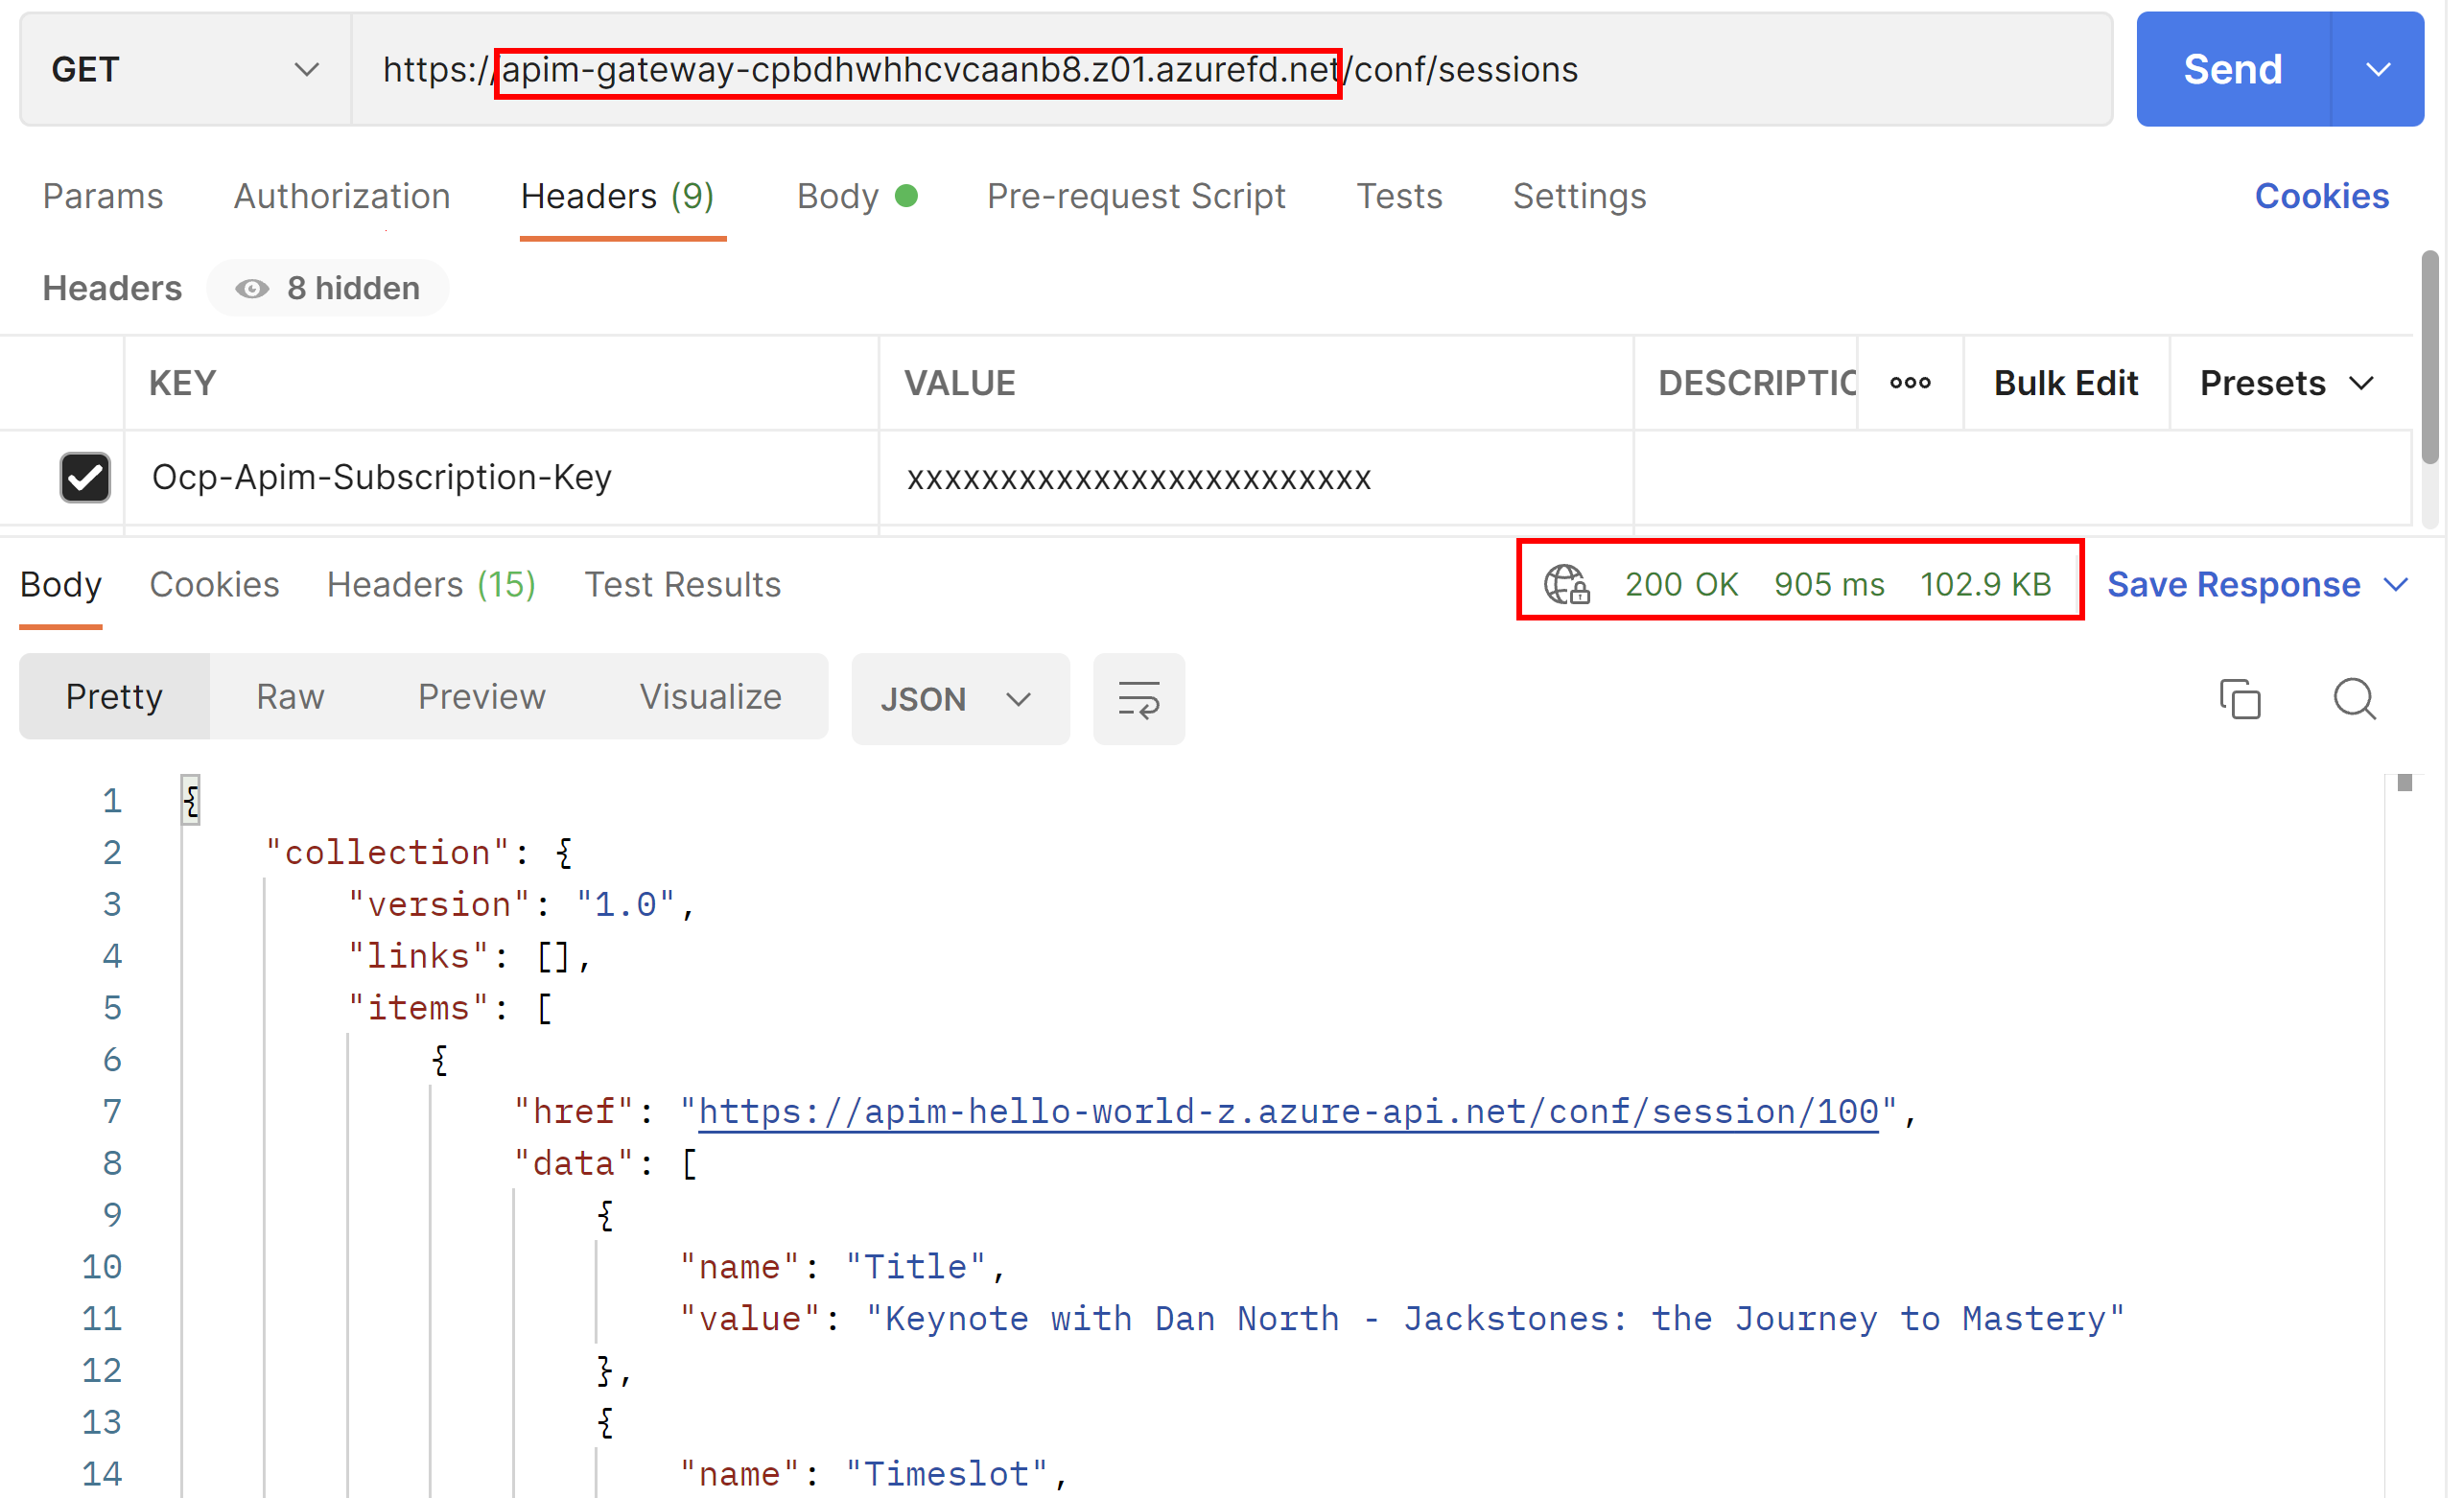 GET https://apim-gateway-cpbdhwhhcvcaanb8.z01.azurefd.net/conf/sessions Send
Params Authorization Headers (9) Body Pre-request Script Tests Settings Cookies
Headers 8 hidden
KEY VALUE DESCRIPTIO Bulk Edit Presets
Ocp-Apim-Subscription-Key xxxxxxxxxxxxxxxxxxxxxxxxx
Body Cookies Headers (15) Test Results 200 OK 905 ms 102.9 KB Save Response
Pretty Raw Preview Visualize JSON
1 {
2 "collection": {
3 "version": "1.0",
4 "links": [],
5 "items": [
6 {
7 "href": "https://apim-hello-world-z.azure-api.net/conf/session/100",
8 "data": [
9 {
10 "name": "Title",
11 "value": "Keynote with Dan North - Jackstones: the Journey to Mastery"
12 },
13 {
14 "name": "Timeslot",